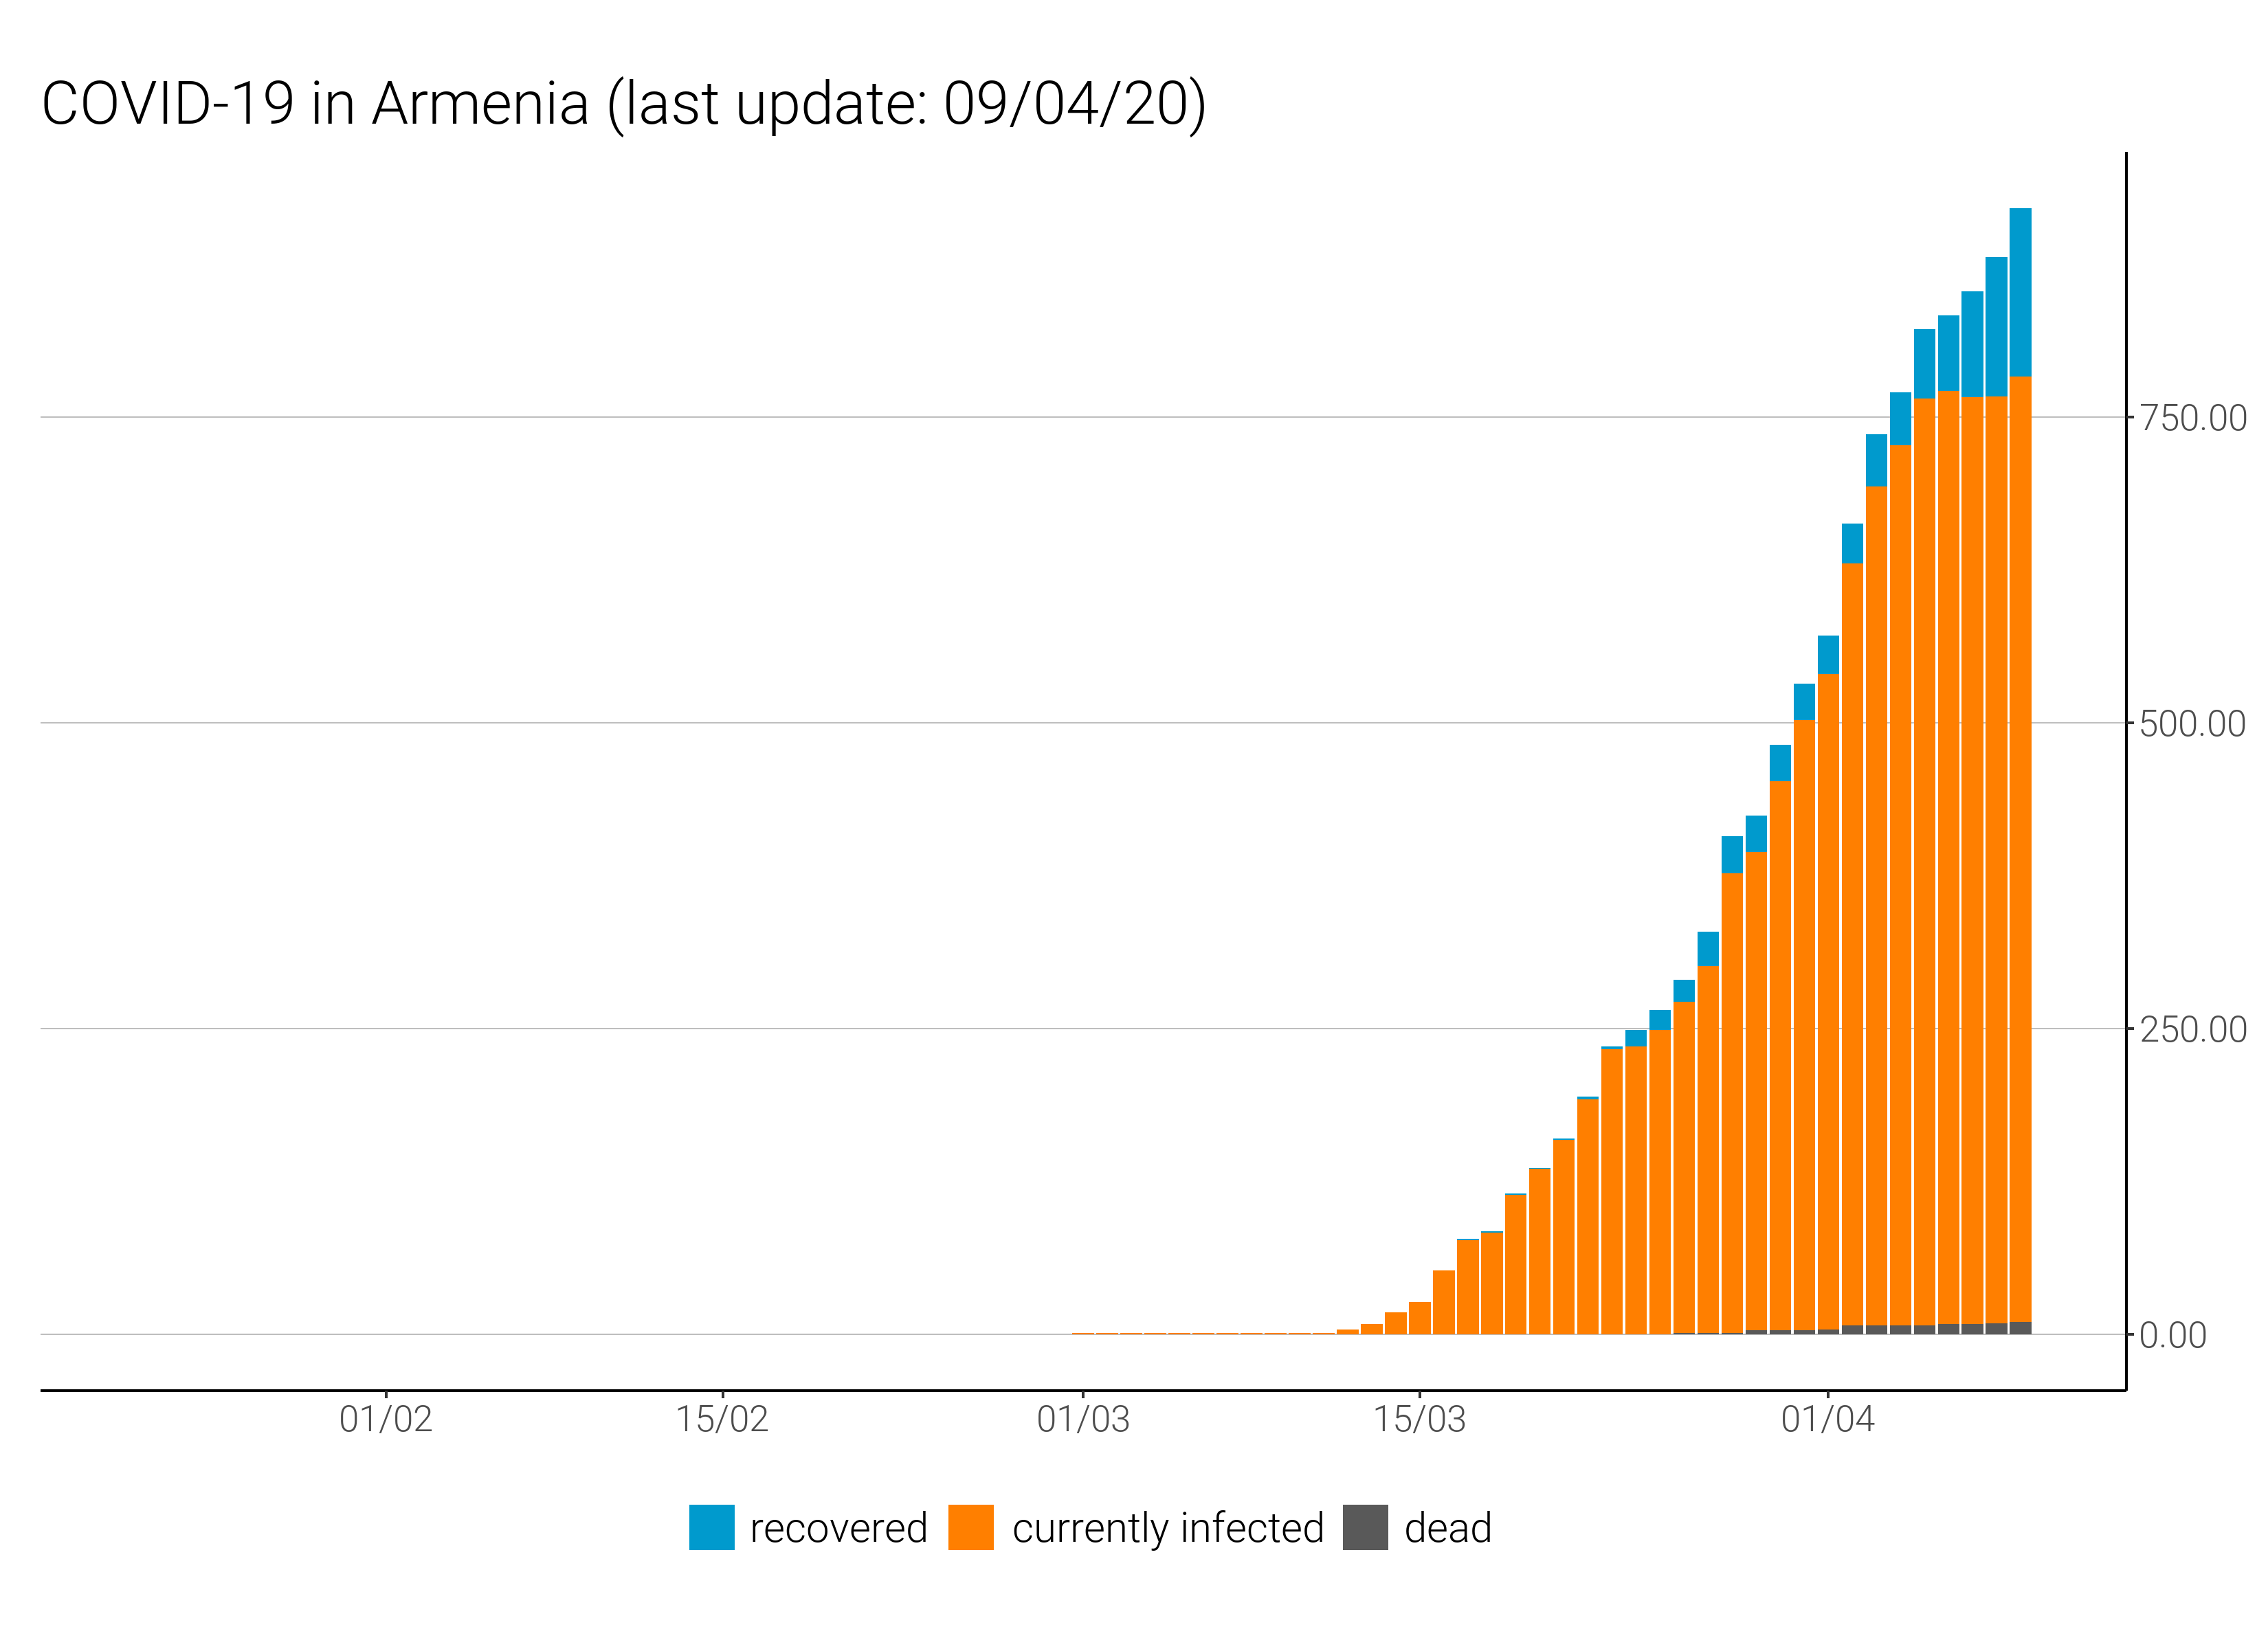 COVID-19 in Armenia (last update: 09/04/20)
750.00
500.00
250.00
0.00
01/02 15/02 01/03 15/03 01/04
recovered currently infected dead